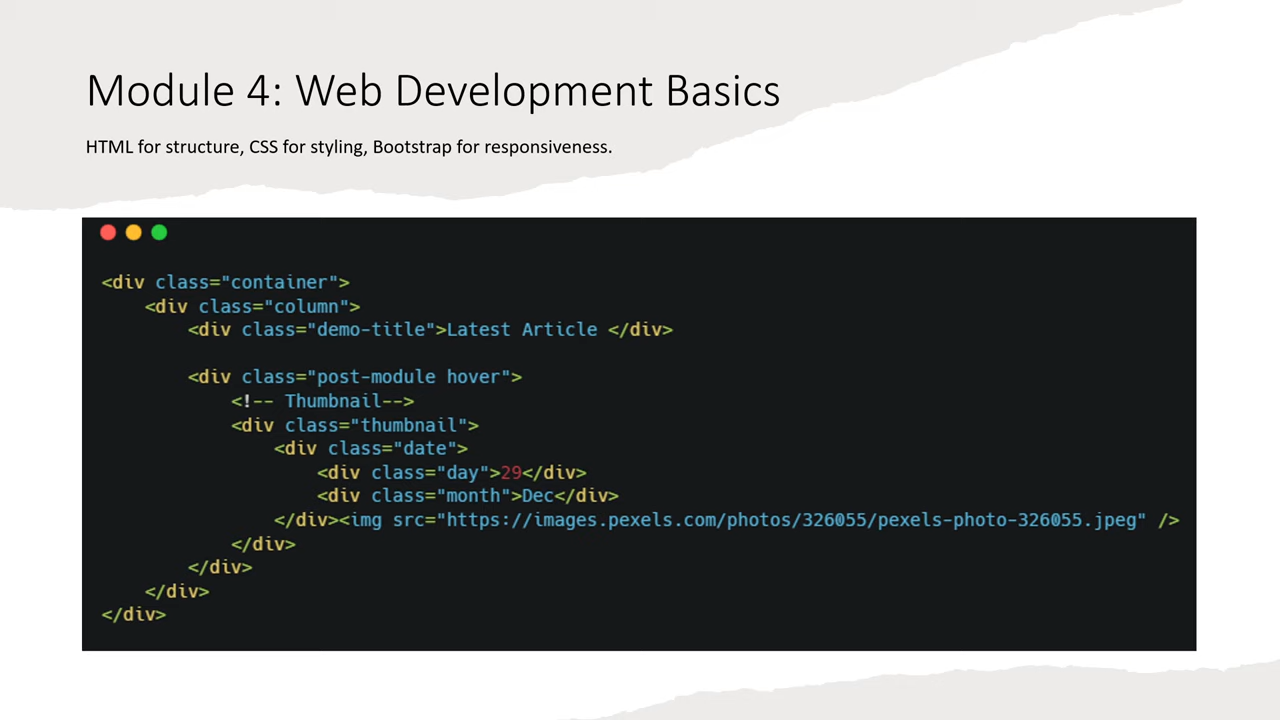 Module 4: Web Development Basics
HTML for structure, CSS for styling, Bootstrap for responsiveness.
<div class="container">
    <div class="column">
        <div class="demo-title">Latest Article </div>
        <div class="post-module hover">
            <!-- Thumbnail-->
            <div class="thumbnail">
                <div class="date">
                    <div class="day">29</div>
                    <div class="month">Dec</div>
                </div><img src="https://images.pexels.com/photos/326055/pexels-photo-326055.jpeg" />
            </div>
        </div>
    </div>
</div>